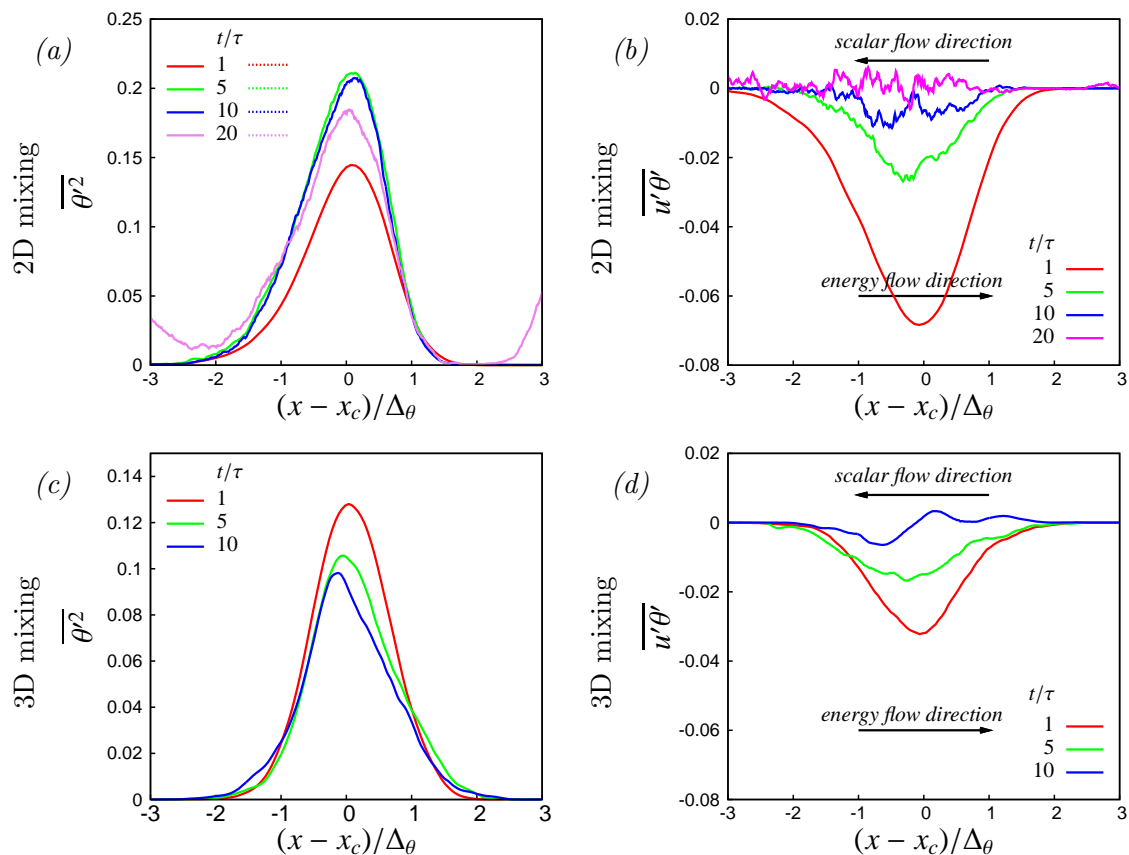 (a)
2D mixing
\overline{θ′²}
0.25
0.20
0.15
0.10
0.05
0
t/τ
1
5
10
20
-3 -2 -1 0 1 2 3
(x − x_c)/Δ_θ
(b)
2D mixing
\overline{u′θ′}
0.02
0
-0.02
-0.04
-0.06
-0.08
scalar flow direction
energy flow direction
t/τ
1
5
10
20
-3 -2 -1 0 1 2 3
(x − x_c)/Δ_θ
(c)
3D mixing
\overline{θ′²}
0.14
0.12
0.1
0.08
0.06
0.04
0.02
0
t/τ
1
5
10
-3 -2 -1 0 1 2 3
(x − x_c)/Δ_θ
(d)
3D mixing
\overline{u′θ′}
0.02
0
-0.02
-0.04
-0.06
-0.08
scalar flow direction
energy flow direction
t/τ
1
5
10
-3 -2 -1 0 1 2 3
(x − x_c)/Δ_θ